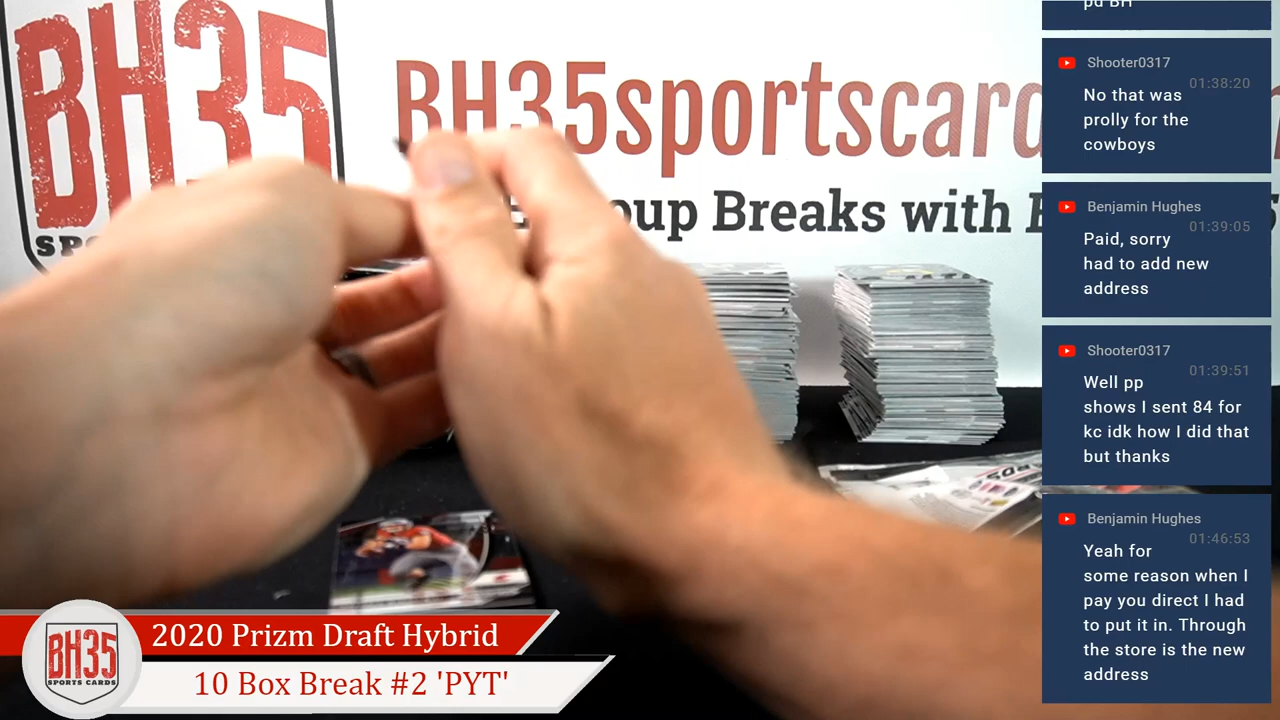 BH35
BH35sportscard
oup Breaks with
pd BH
Shooter0317
01:38:20
No that was
prolly for the
cowboys
Benjamin Hughes
01:39:05
Paid, sorry
had to add new
address
Shooter0317
01:39:51
Well pp
shows I sent 84 for
kc idk how I did that
but thanks
Benjamin Hughes
01:46:53
Yeah for
some reason when I
pay you direct I had
to put it in. Through
the store is the new
address
2020 Prizm Draft Hybrid
10 Box Break #2 'PYT'
BH35
SPORTS CARDS